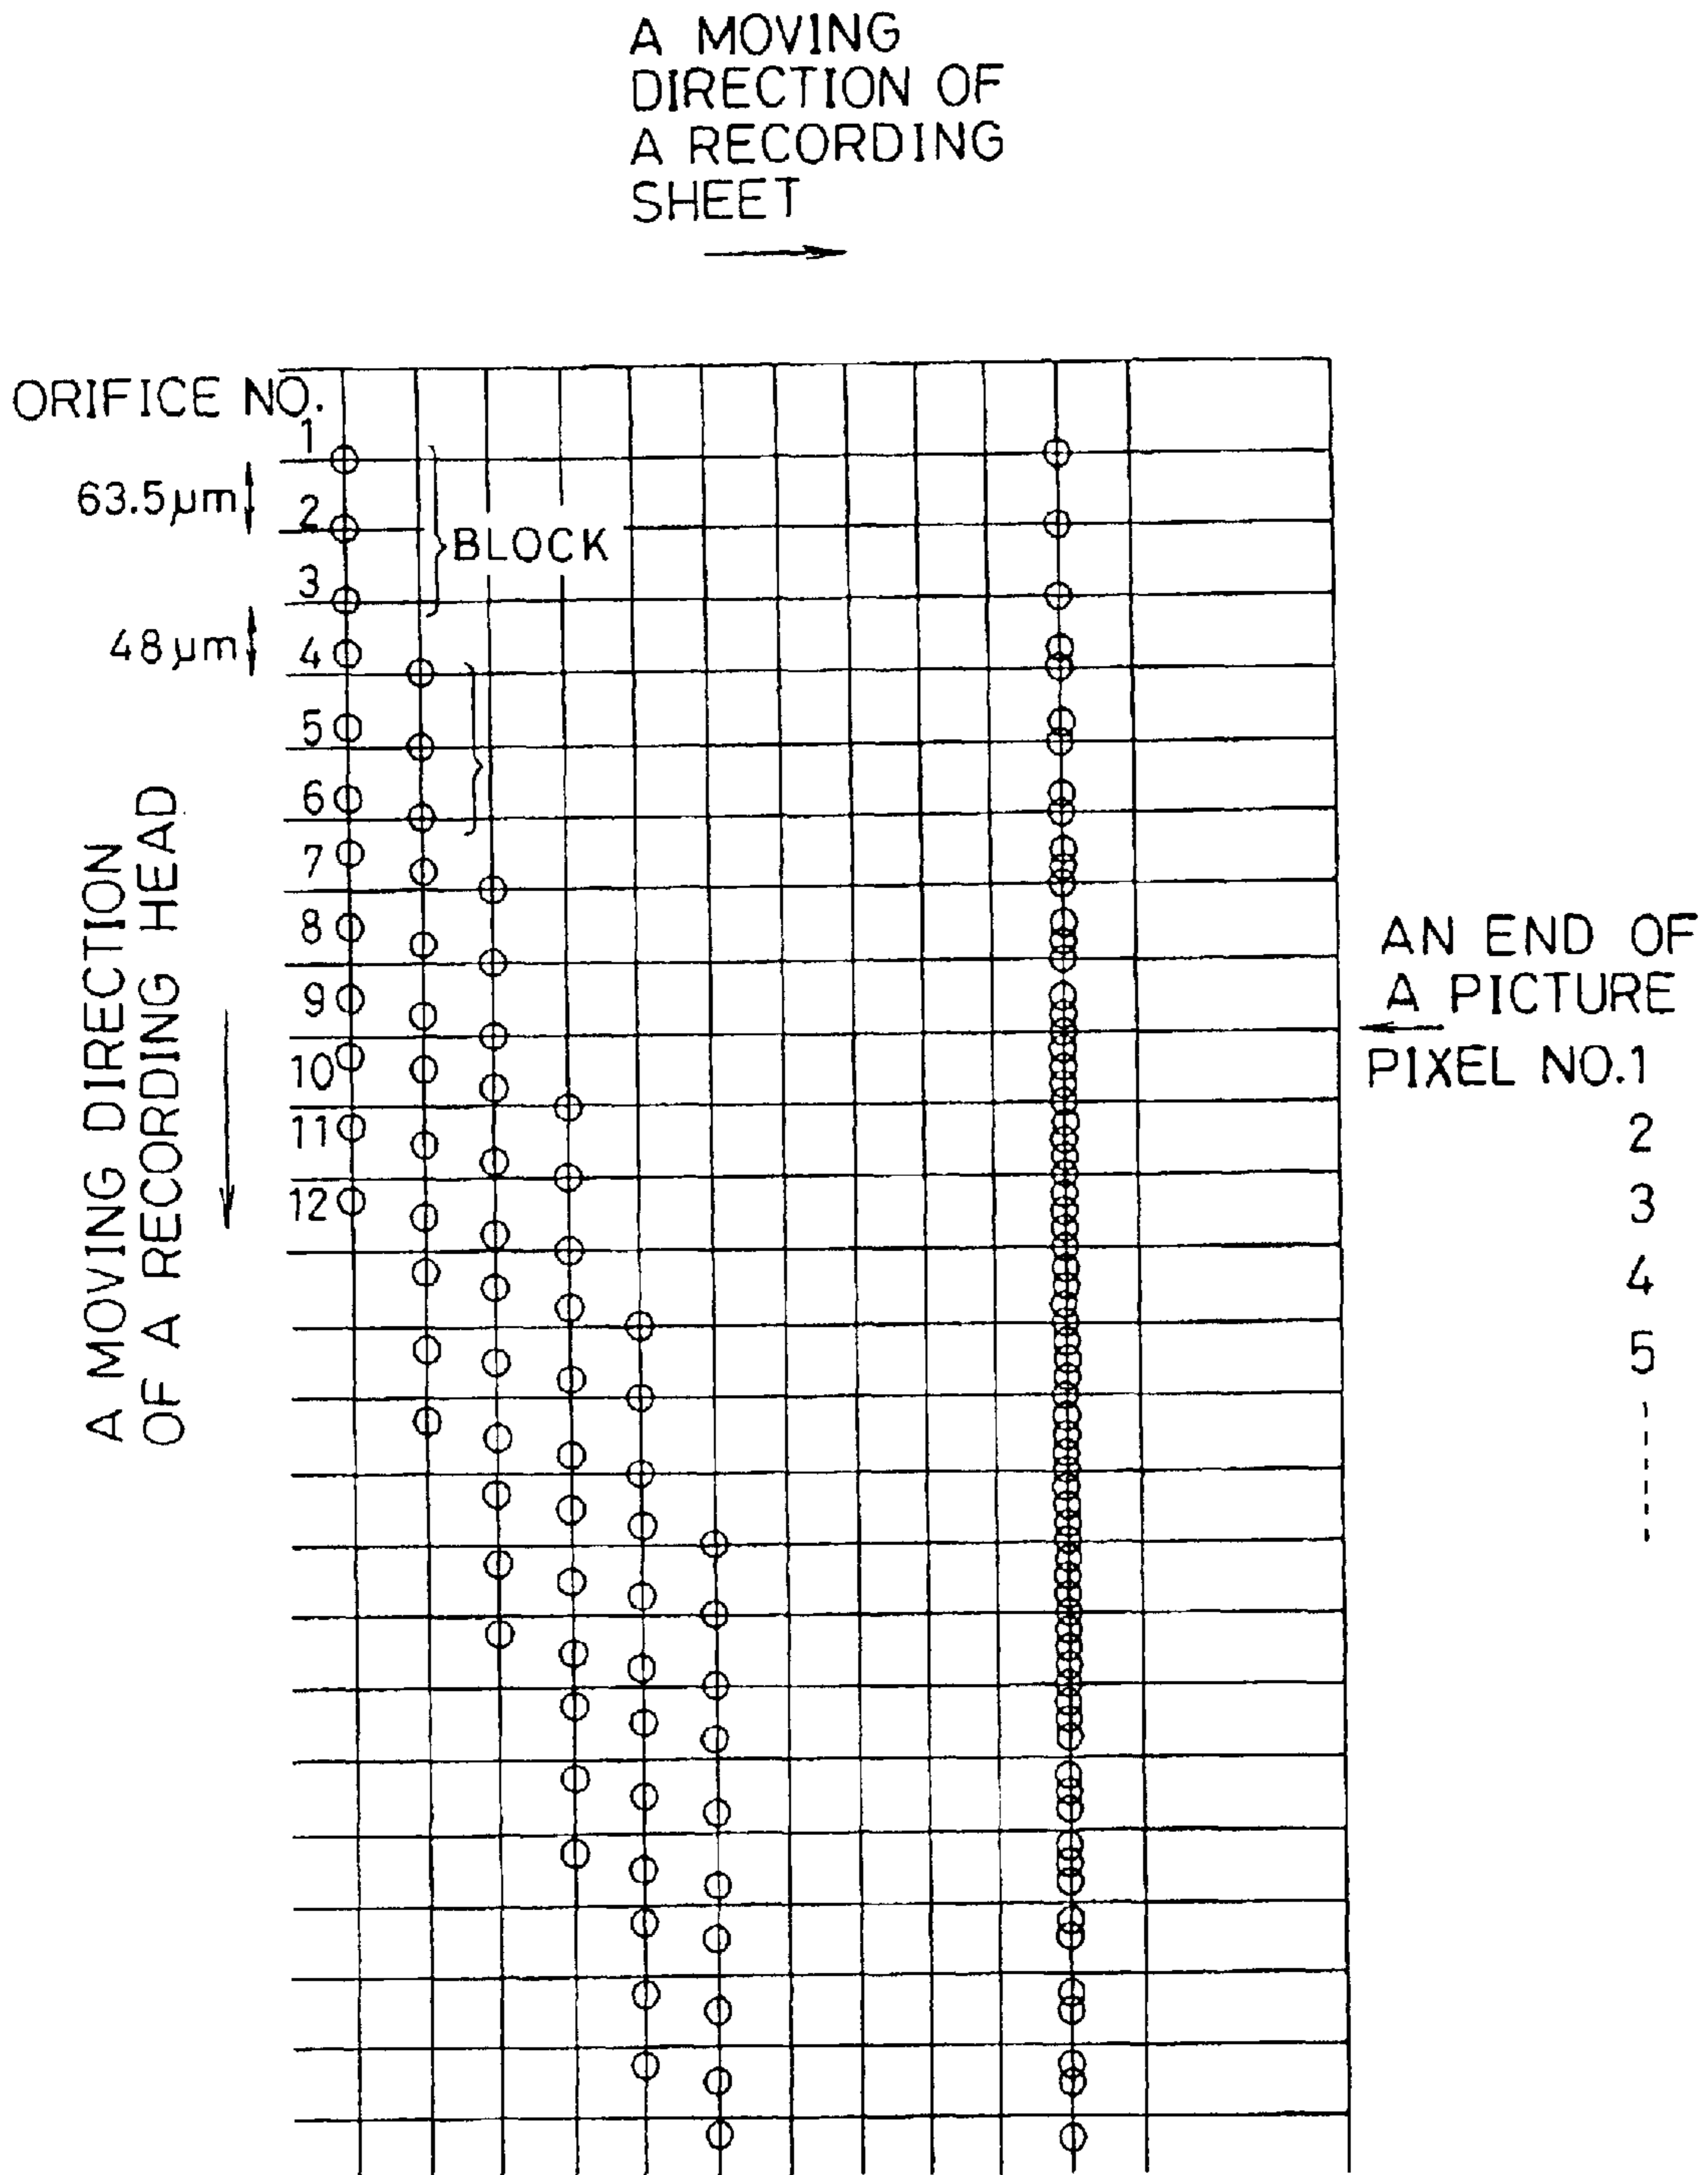 A MOVING
DIRECTION OF
A RECORDING
SHEET
ORIFICE NO.
1
63.5μm
2
BLOCK
3
48μm
4
5
6
7
8
9
10
11
12
A MOVING DIRECTION
OF A RECORDING HEAD
AN END OF
A PICTURE
PIXEL NO.1
2
3
4
5